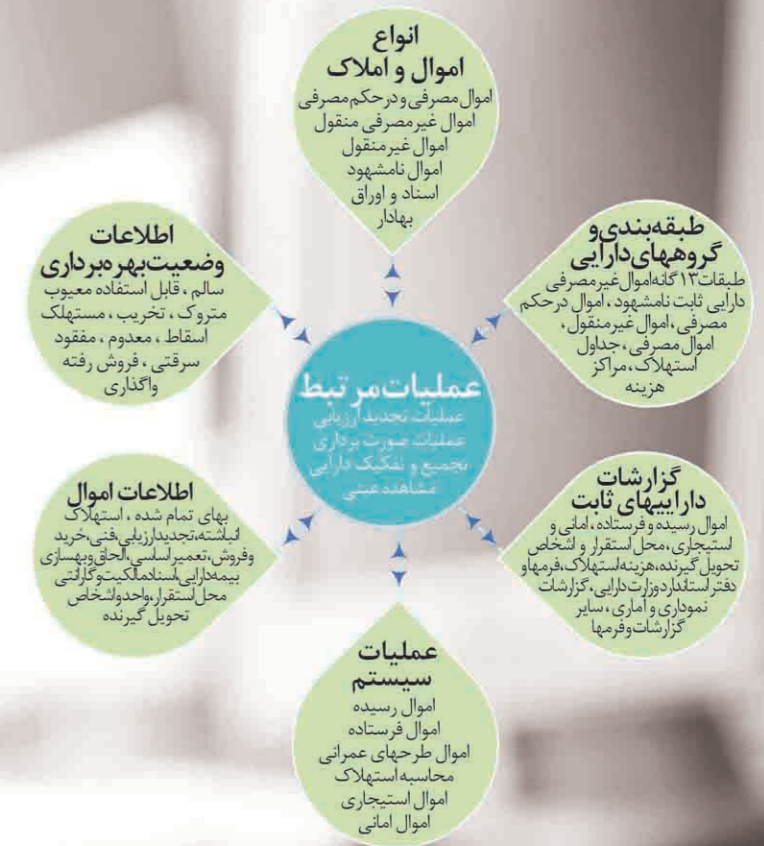 انواع
اموال و املاک
اموال مصرفی و در حکم مصرفی
اموال غیر مصرفی منقول
اموال غیر منقول
اموال نامشهود
اسناد و اوراق
بهادار
طبقه‌بندی و
گروههای دارایی
طبقات ۱۳ گانه اموال غیر مصرفی
دارایی ثابت نامشهود ، اموال در حکم
مصرفی ، اموال غیر منقول ،
اموال مصرفی ، جداول
استهلاک ، مراکز
هزینه
اطلاعات
وضعیت بهره‌برداری
سالم ، قابل استفاده معیوب
متروک ، تخریب ، مستهلک
اسقاط ، معدوم ، مفقود
سرقتی ، فروش رفته
واگذاری
عملیات مرتبط
عملیات تجدید ارزیابی
عملیات صورت برداری
تجمیع و تفکیک دارایی
مشاهده عینی
گزارشات
داراییهای ثابت
اموال رسیده و فرستاده ، امانی و
استیجاری ، محل استقرار و اشخاص
تحویل گیرنده ، هزینه استهلاک ، فرمها و
دفتر استاندارد وزارت دارایی ، گزارشات
نموداری و آماری ، سایر
گزارشات و فرمها
اطلاعات اموال
بهای تمام شده ، استهلاک
انباشته ، تجدید ارزیابی ، فنی ، خرید
و فروش ، تعمیر اساسی ، الحاق و بهسازی
بیمه دارایی ، اسناد مالکیت و گارانتی
محل استقرار ، واحد و اشخاص
تحویل گیرنده
عملیات
سیستم
اموال رسیده
اموال فرستاده
اموال طرحهای عمرانی
محاسبه استهلاک
اموال استیجاری
اموال امانی